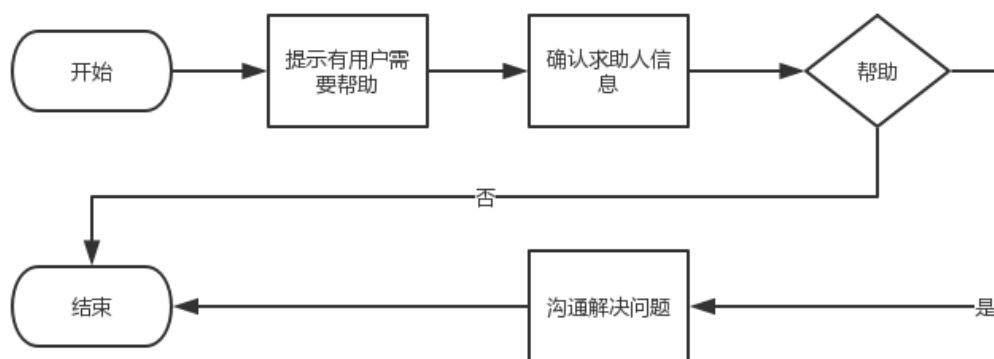 开始
提示有用户需
要帮助
确认求助人信
息
帮助
否
结束
沟通解决问题
是